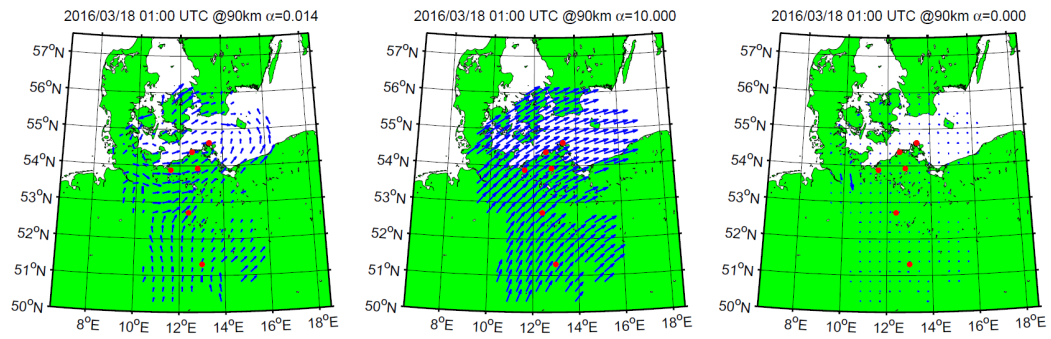 2016/03/18 01:00 UTC @90km α=0.014
57°N
56°N
55°N
54°N
53°N
52°N
51°N
50°N
8°E 10°E 12°E 14°E 16°E 18°E
2016/03/18 01:00 UTC @90km α=10.000
57°N
56°N
55°N
54°N
53°N
52°N
51°N
50°N
8°E 10°E 12°E 14°E 16°E 18°E
2016/03/18 01:00 UTC @90km α=0.000
57°N
56°N
55°N
54°N
53°N
52°N
51°N
50°N
8°E 10°E 12°E 14°E 16°E 18°E